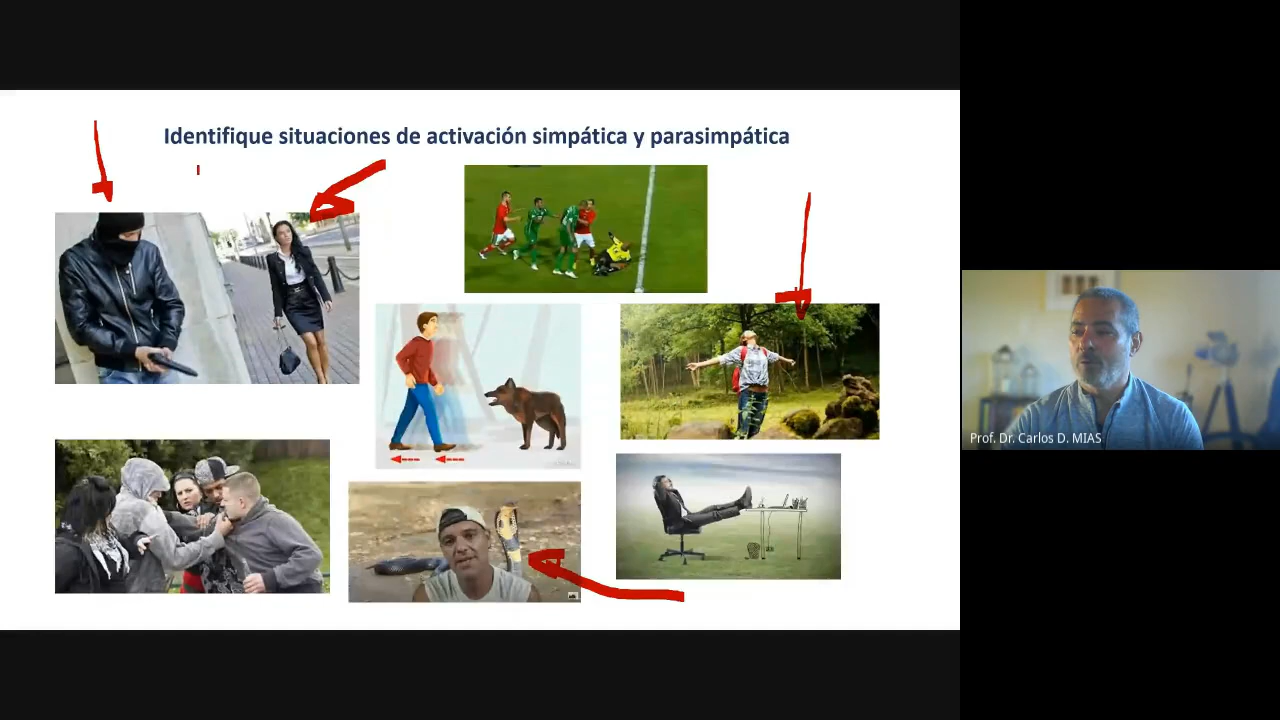 Identifique situaciones de activación simpática y parasimpática
Prof. Dr. Carlos D. MIAS